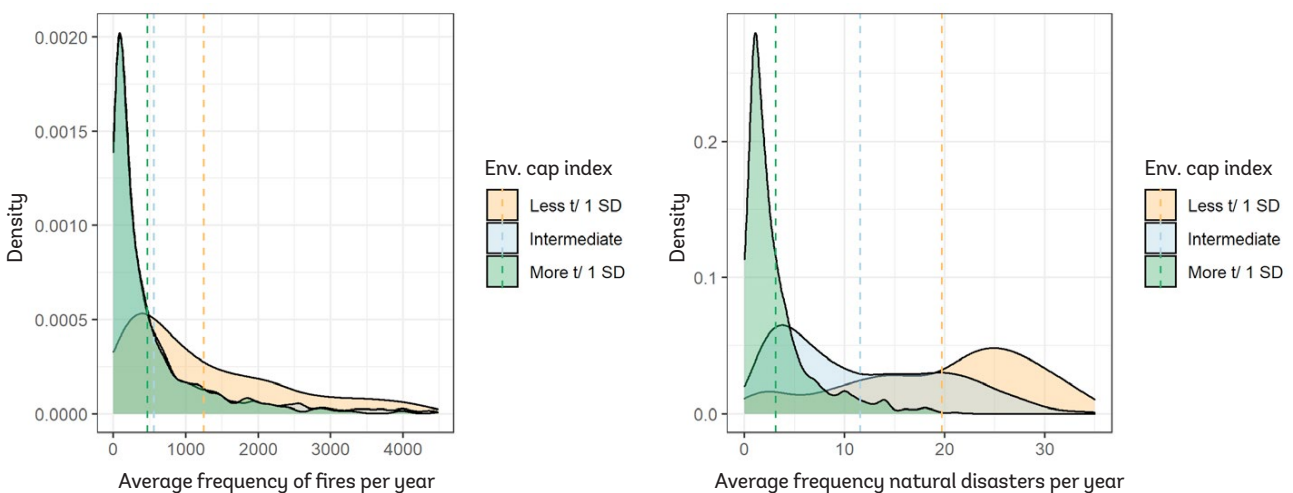 0.0020
0.0015
0.0010
0.0005
0.0000
Density
0 1000 2000 3000 4000
Average frequency of fires per year
Env. cap index
Less t/ 1 SD
Intermediate
More t/ 1 SD
0.2
0.1
0.0
Density
0 10 20 30
Average frequency natural disasters per year
Env. cap index
Less t/ 1 SD
Intermediate
More t/ 1 SD